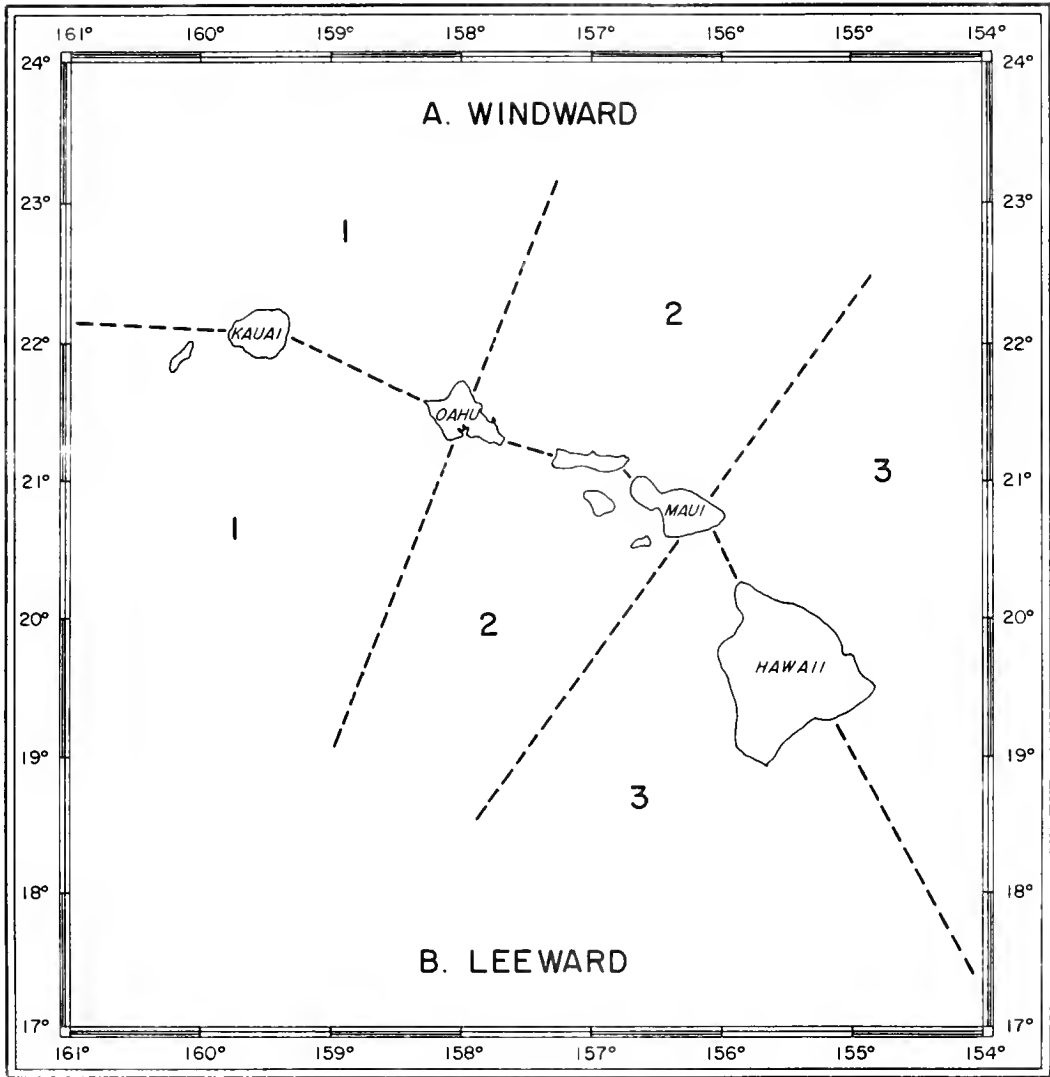 161° 160° 159° 158° 157° 156° 155° 154°
24° 24°
A. WINDWARD
23° 23°
1
2
KAUAI
22° 22°
OAHU
21° 3 21°
1
MAUI
20° 20°
2
HAWAII
19° 19°
3
18° 18°
B. LEEWARD
17° 17°
161° 160° 159° 158° 157° 156° 155° 154°